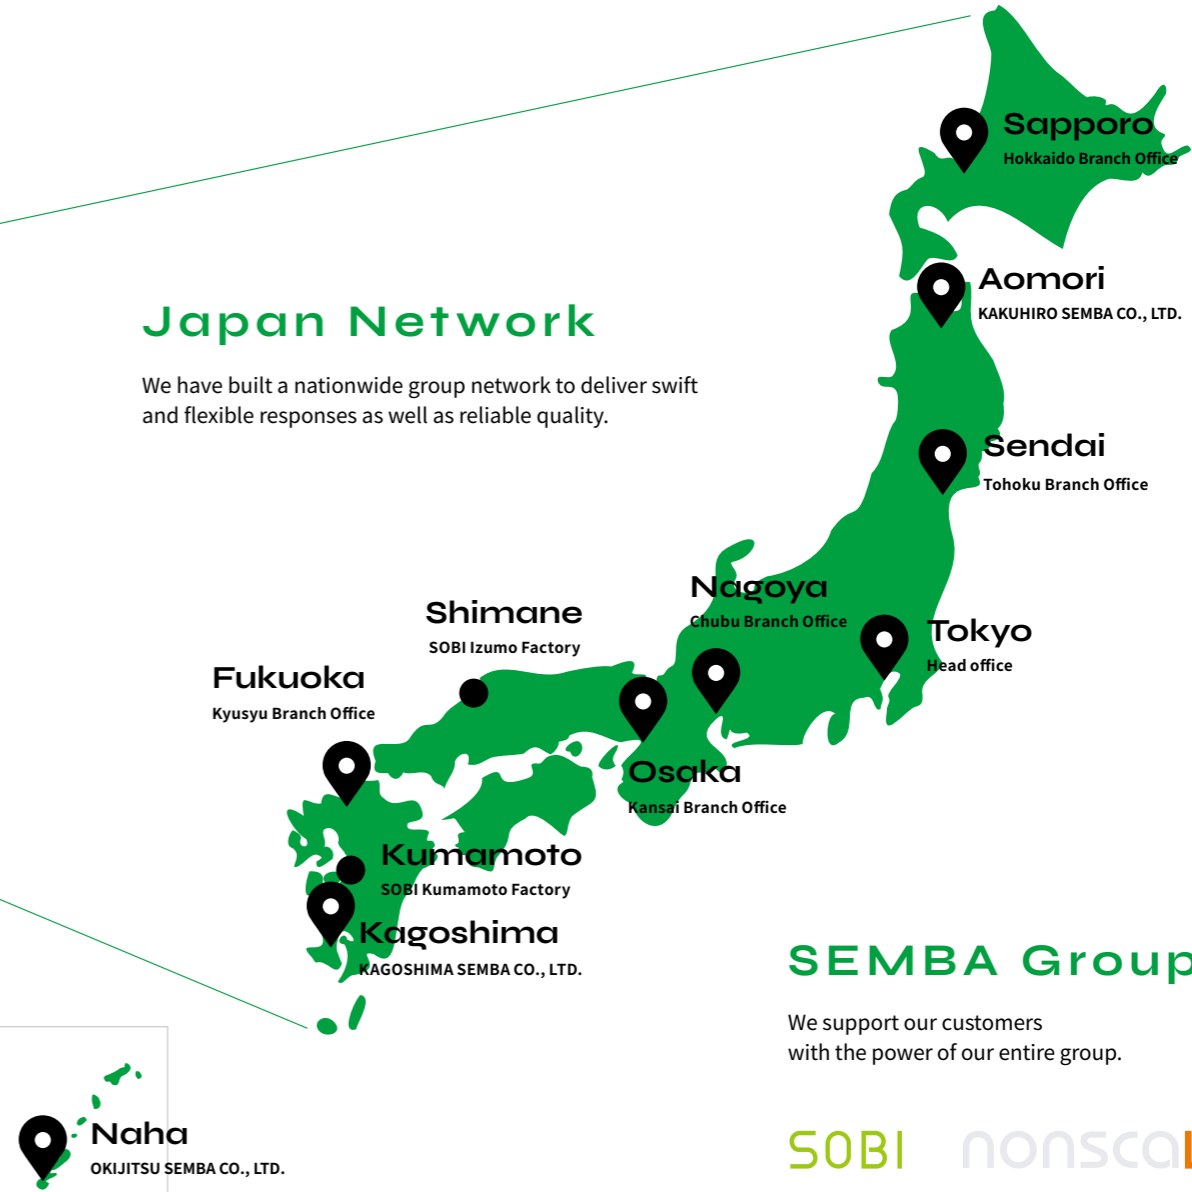 Sapporo
Hokkaido Branch Office
Aomori
KAKUHIRO SEMBA CO., LTD.
Japan Network
We have built a nationwide group network to deliver swift
and flexible responses as well as reliable quality.
Sendai
Tohoku Branch Office
Nagoya
Chubu Branch Office
Shimane
SOBI Izumo Factory
Tokyo
Head office
Fukuoka
Kyusyu Branch Office
Osaka
Kansai Branch Office
Kumamoto
SOBI Kumamoto Factory
Kagoshima
KAGOSHIMA SEMBA CO., LTD.
SEMBA Group
We support our customers
with the power of our entire group.
Naha
OKIJITSU SEMBA CO., LTD.
SOBI
nonscal